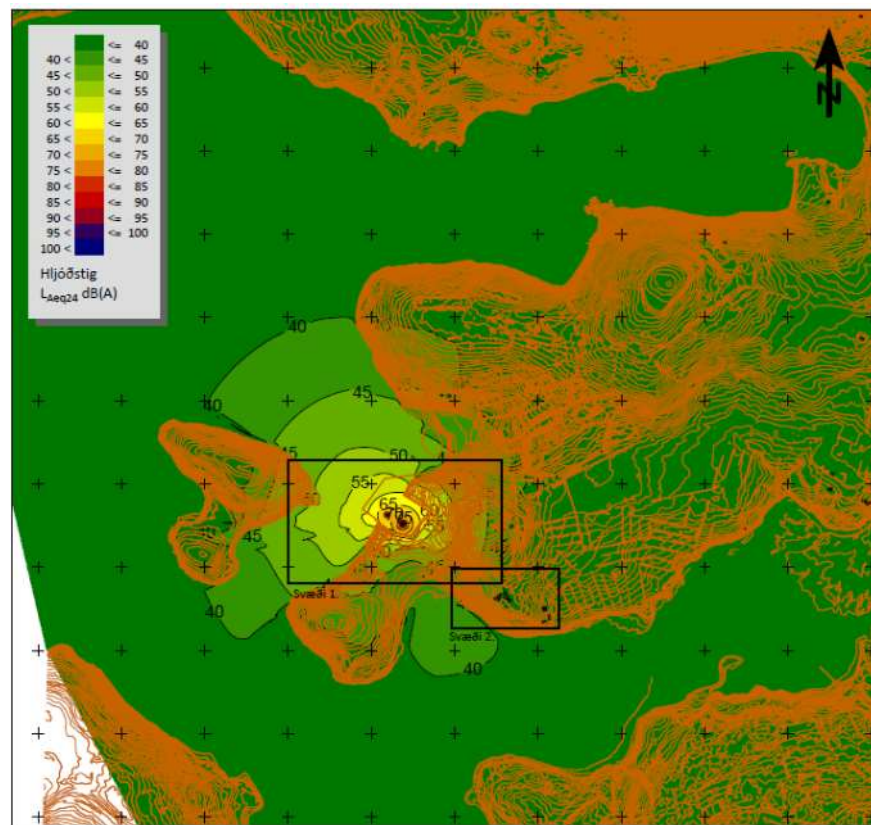 <= 40
40 < <= 45
45 < <= 50
50 < <= 55
55 < <= 60
60 < <= 65
65 < <= 70
70 < <= 75
75 < <= 80
80 < <= 85
85 < <= 90
90 < <= 95
95 < <= 100
100 <
Hljóðstig
LAeq24 dB(A)
N
40
45
40
50
45
55
50
65
60
45
Svæði 1.
40
Svæði 2.
40